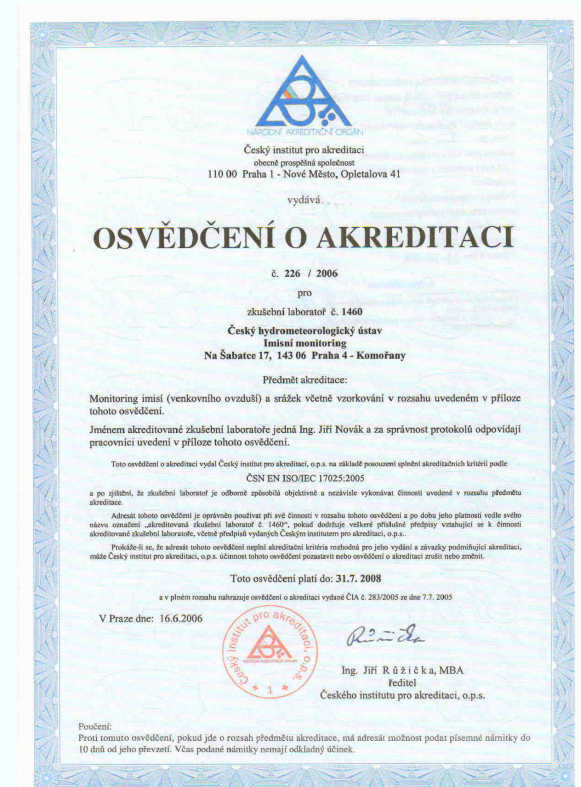 NÁRODNÍ AKREDITAČNÍ ORGÁN
Český institut pro akreditaci
obecně prospěšná společnost
110 00 Praha 1 - Nové Město, Opletalova 41
vydává
OSVĚDČENÍ O AKREDITACI
č. 226 / 2006
pro
zkušební laboratoř č. 1460
Český hydrometeorologický ústav
Imisní monitoring
Na Šabatce 17, 143 06 Praha 4 - Komořany
Předmět akreditace:
Monitoring imisí (venkovního ovzduší) a srážek včetně vzorkování v rozsahu uvedeném v příloze
tohoto osvědčení.
Jménem akreditované zkušební laboratoře jedná Ing. Jiří Novák a za správnost protokolů odpovídají
pracovníci uvedení v příloze tohoto osvědčení.
Toto osvědčení o akreditaci vydal Český institut pro akreditaci, o.p.s. na základě posouzení splnění akreditačních kritérií podle
ČSN EN ISO/IEC 17025:2005
a po zjištění, že zkušební laboratoř je odborně způsobilá objektivně a nezávisle vykonávat činnosti uvedené v rozsahu předmětu
akreditace.
Adresát tohoto osvědčení je oprávněn používat při své činnosti v rozsahu tohoto osvědčení a po dobu jeho platnosti vedle svého
názvu označení „akreditovaná zkušební laboratoř č. 1460“, pokud dodržuje veškeré příslušné předpisy vztahující se k činnosti
akreditované zkušební laboratoře, včetně předpisů vydaných Českým institutem pro akreditaci, o.p.s..
Prokáže-li se, že adresát tohoto osvědčení neplní akreditační kritéria rozhodná pro jeho vydání a závazky podmiňující akreditaci,
může Český institut pro akreditaci, o.p.s. účinnost tohoto osvědčení pozastavit nebo osvědčení o akreditaci zrušit nebo změnit.
Toto osvědčení platí do: 31.7. 2008
a v plném rozsahu nahrazuje osvědčení o akreditaci vydané ČIA č. 283/2005 ze dne 7.7. 2005
V Praze dne: 16.6.2006
Český institut pro akreditaci, o.p.s.
* 1 *
Růžička
Ing. Jiří Růžička, MBA
ředitel
Českého institutu pro akreditaci, o.p.s.
Poučení:
Proti tomuto osvědčení, pokud jde o rozsah předmětu akreditace, má adresát možnost podat písemné námitky do
10 dnů od jeho převzetí. Včas podané námitky nemají odkladný účinek.